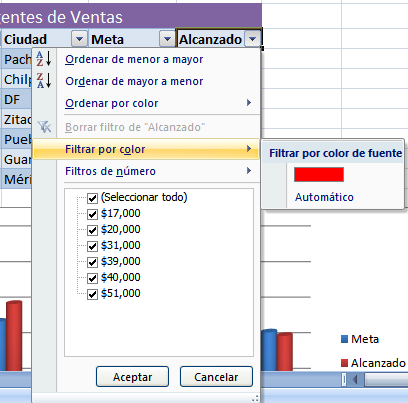 gentes de Ventas
Ciudad Meta Alcanzado
Pach
Chilp
DF
Zitac
Pueb
Guar
Méri
Ordenar de menor a mayor
Ordenar de mayor a menor
Ordenar por color
Borrar filtro de "Alcanzado"
Filtrar por color
Filtros de número
(Seleccionar todo)
$17,000
$20,000
$31,000
$39,000
$40,000
$51,000
Aceptar Cancelar
Filtrar por color de fuente
Automático
Meta
Alcanzado